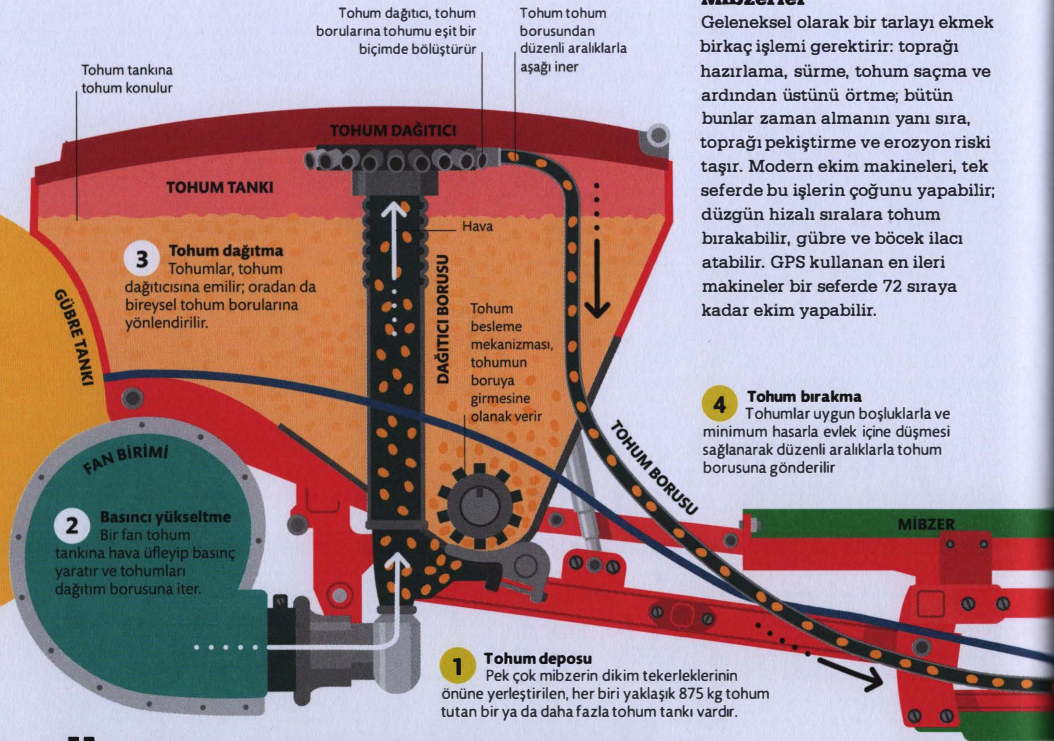 Mibzerler
Geleneksel olarak bir tarlayı ekmek
birkaç işlemi gerektirir: toprağı
hazırlama, sürme, tohum saçma ve
ardından üstünü örtme; bütün
bunlar zaman almanın yanı sıra,
toprağı pekiştirme ve erozyon riski
taşır. Modern ekim makineleri, tek
seferde bu işlerin çoğunu yapabilir;
düzgün hizalı sıralara tohum
bırakabilir, gübre ve böcek ilacı
atabilir. GPS kullanan en ileri
makineler bir seferde 72 sıraya
kadar ekim yapabilir.
Tohum dağıtıcı, tohum
borularına tohumu eşit bir
biçimde bölüştürür
Tohum tohum
borusundan
düzenli aralıklarla
aşağı iner
Tohum tankına
tohum konulur
TOHUM DAĞITICI
TOHUM TANKI
Hava
3 Tohum dağıtma
Tohumlar, tohum
dağıtıcısına emilir; oradan da
bireysel tohum borularına
yönlendirilir.
GÜBRE TANKI
DAĞITICI BORUSU
Tohum
besleme
mekanizması,
tohumun
boruya
girmesine
olanak verir
TOHUM BORUSU
4 Tohum bırakma
Tohumlar uygun boşluklarla ve
minimum hasarla evlek içine düşmesi
sağlanarak düzenli aralıklarla tohum
borusuna gönderilir
FAN BİRİMİ
2 Basıncı yükseltme
Bir fan tohum
tankına hava üfleyip basınç
yaratır ve tohumları
dağıtım borusuna iter.
MİBZER
1 Tohum deposu
Pek çok mibzerin dikim tekerleklerinin
önüne yerleştirilen, her biri yaklaşık 875 kg tohum
tutan bir ya da daha fazla tohum tankı vardır.